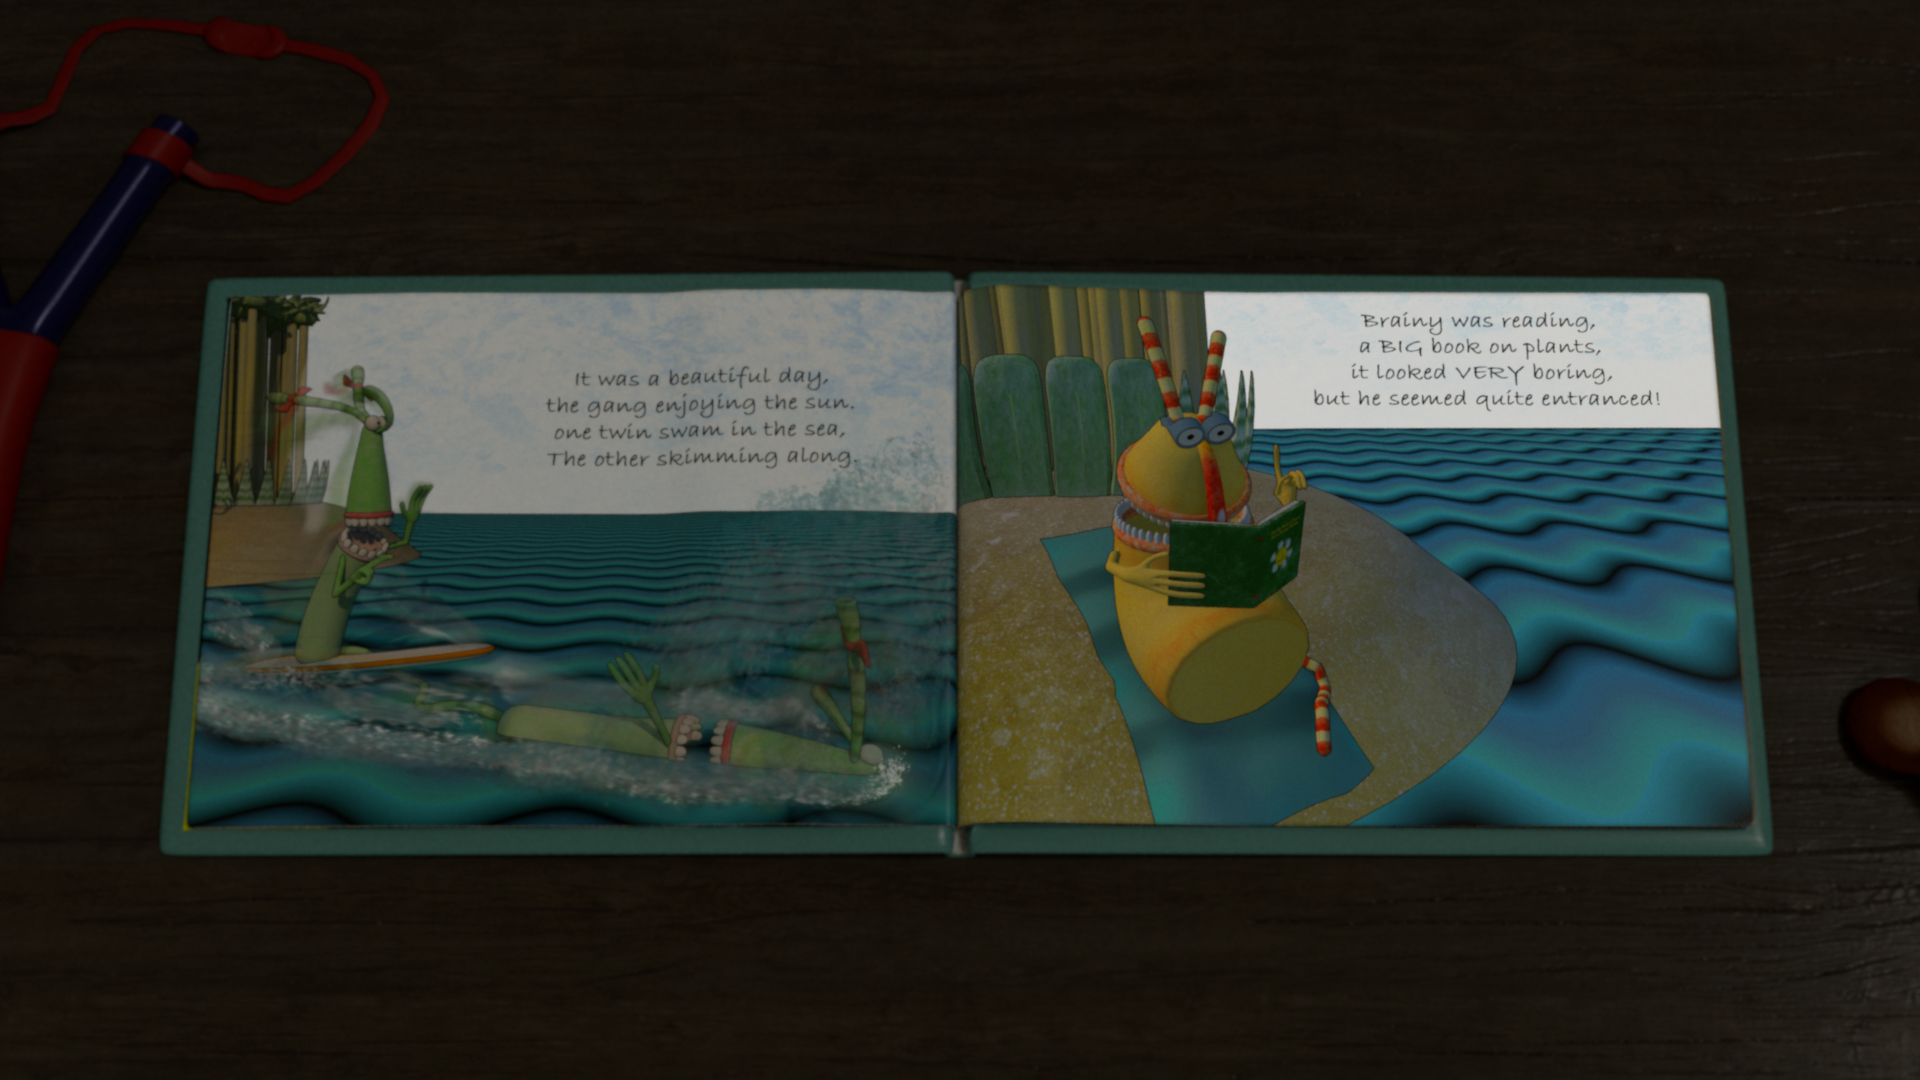 It was a beautiful day,
the gang enjoying the sun.
one twin swam in the sea,
The other skimming along.
Brainy was reading,
a BIG book on plants,
it looked VERY boring,
but he seemed quite entranced!